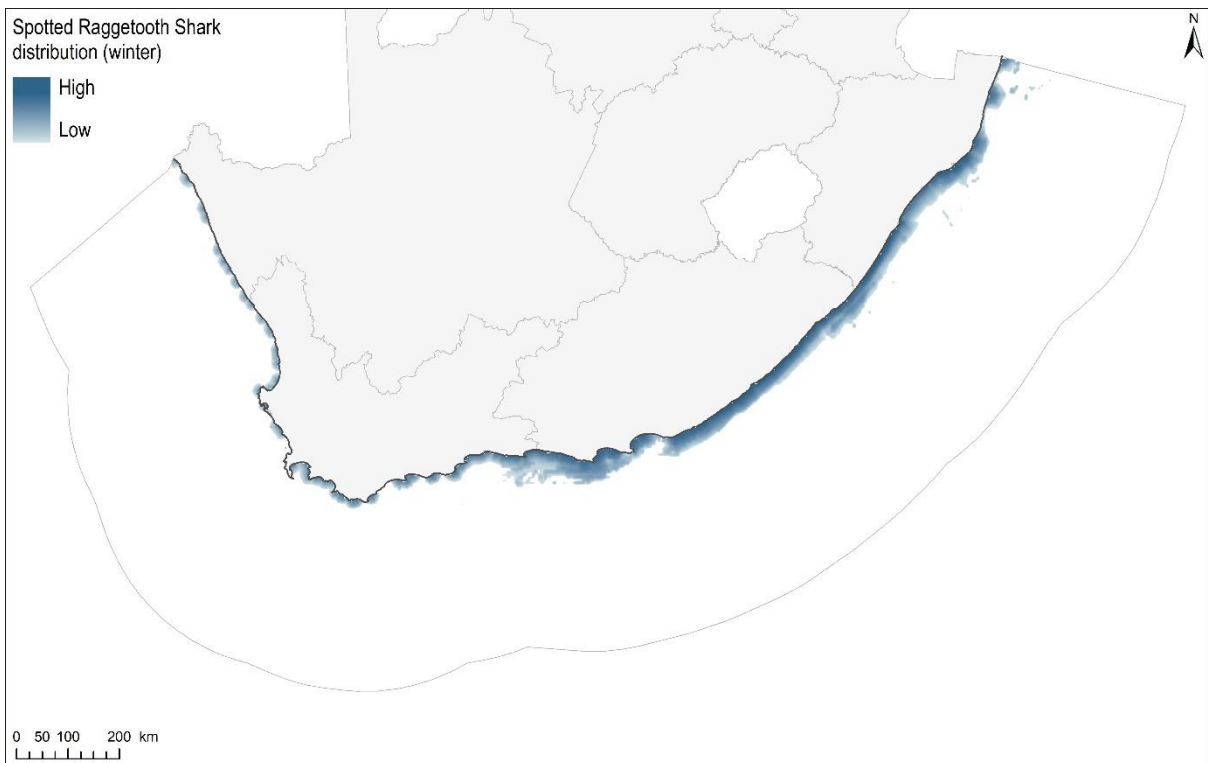 Spotted Raggetooth Shark
distribution (winter)
High
Low
N
0 50 100 200 km